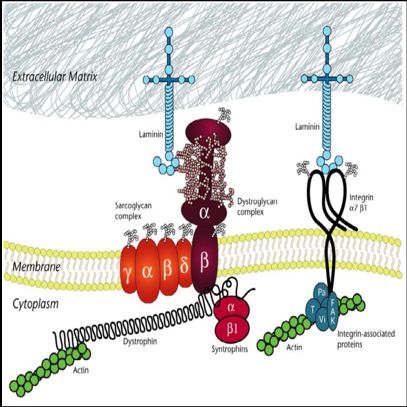 Extracellular Matrix
Laminin
Laminin
Sarcoglycan
complex
Dystroglycan
complex
Integrin
α7 β1
α
γ
α
β
δ
β
Membrane
Cytoplasm
α
β1
Dystrophin
Syntrophins
Actin
Actin
Pa
T
Vi
FAK
Integrin-associated
proteins